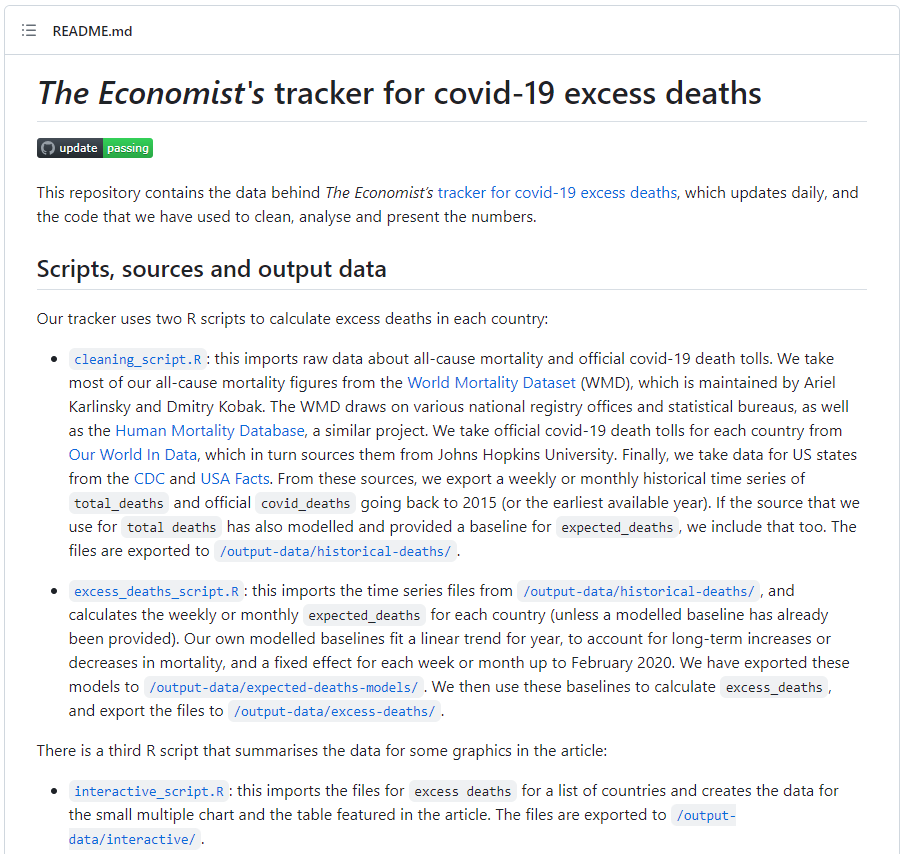 README.md
The Economist's tracker for covid-19 excess deaths
update passing
This repository contains the data behind The Economist's tracker for covid-19 excess deaths, which updates daily, and
the code that we have used to clean, analyse and present the numbers.
Scripts, sources and output data
Our tracker uses two R scripts to calculate excess deaths in each country:
• cleaning_script.R: this imports raw data about all-cause mortality and official covid-19 death tolls. We take
most of our all-cause mortality figures from the World Mortality Dataset (WMD), which is maintained by Ariel
Karlinsky and Dmitry Kobak. The WMD draws on various national registry offices and statistical bureaus, as well
as the Human Mortality Database, a similar project. We take official covid-19 death tolls for each country from
Our World In Data, which in turn sources them from Johns Hopkins University. Finally, we take data for US states
from the CDC and USA Facts. From these sources, we export a weekly or monthly historical time series of
total_deaths and official covid_deaths going back to 2015 (or the earliest available year). If the source that we
use for total deaths has also modelled and provided a baseline for expected_deaths, we include that too. The
files are exported to /output-data/historical-deaths/.
• excess_deaths_script.R: this imports the time series files from /output-data/historical-deaths/, and
calculates the weekly or monthly expected_deaths for each country (unless a modelled baseline has already
been provided). Our own modelled baselines fit a linear trend for year, to account for long-term increases or
decreases in mortality, and a fixed effect for each week or month up to February 2020. We have exported these
models to /output-data/expected-deaths-models/. We then use these baselines to calculate excess_deaths,
and export the files to /output-data/excess-deaths/.
There is a third R script that summarises the data for some graphics in the article:
• interactive_script.R: this imports the files for excess deaths for a list of countries and creates the data for
the small multiple chart and the table featured in the article. The files are exported to /output-
data/interactive/.